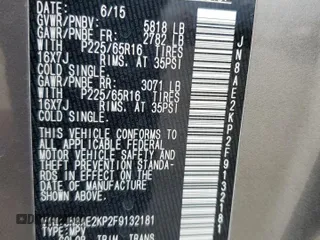 DATE: 6/15
GVWR/PNBV: 5818 LB
GAWR/PNBE FR: 2782 LB
WITH P225/65R16 TIRES
16X7J RIMS. AT 35PSI
COLD SINGLE.
GAWR/PNBE RR: 3071 LB
WITH P225/65R16 TIRES
16X7J RIMS. AT 35PSI
COLD SINGLE.
THIS VEHICLE CONFORMS TO
ALL APPLICABLE FEDERAL
MOTOR VEHICLE SAFETY AND
THEFT PREVENTION STANDA-
RDS IN EFFECT ON THE
DATE OF MANUFACTURE
AE2KP2F9132181
TYPE: MPV
COLOR TRIM TRANS
JN8AE2KP2F9132181